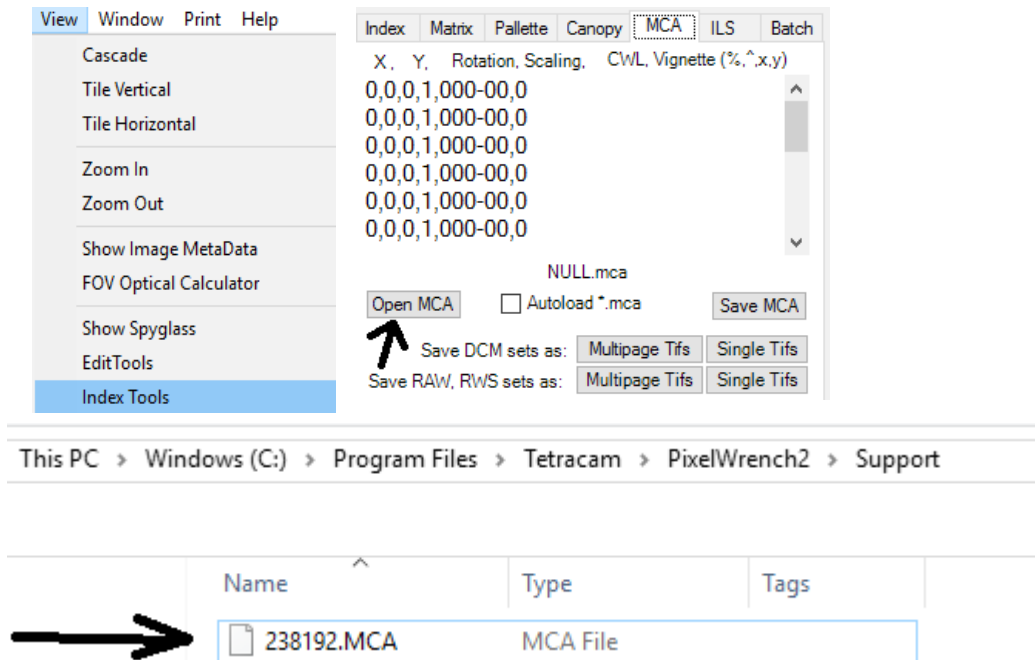 View Window Print Help
Cascade
Tile Vertical
Tile Horizontal
Zoom In
Zoom Out
Show Image MetaData
FOV Optical Calculator
Show Spyglass
EditTools
Index Tools
Index Matrix Pallette Canopy MCA ILS Batch
X, Y, Rotation, Scaling, CWL, Vignette (%,^,x,y)
0,0,0,1,000-00,0
0,0,0,1,000-00,0
0,0,0,1,000-00,0
0,0,0,1,000-00,0
0,0,0,1,000-00,0
0,0,0,1,000-00,0
NULL.mca
Open MCA Autoload *.mca Save MCA
Save DCM sets as: Multipage Tifs Single Tifs
Save RAW, RWS sets as: Multipage Tifs Single Tifs
This PC > Windows (C:) > Program Files > Tetracam > PixelWrench2 > Support
Name Type Tags
238192.MCA MCA File